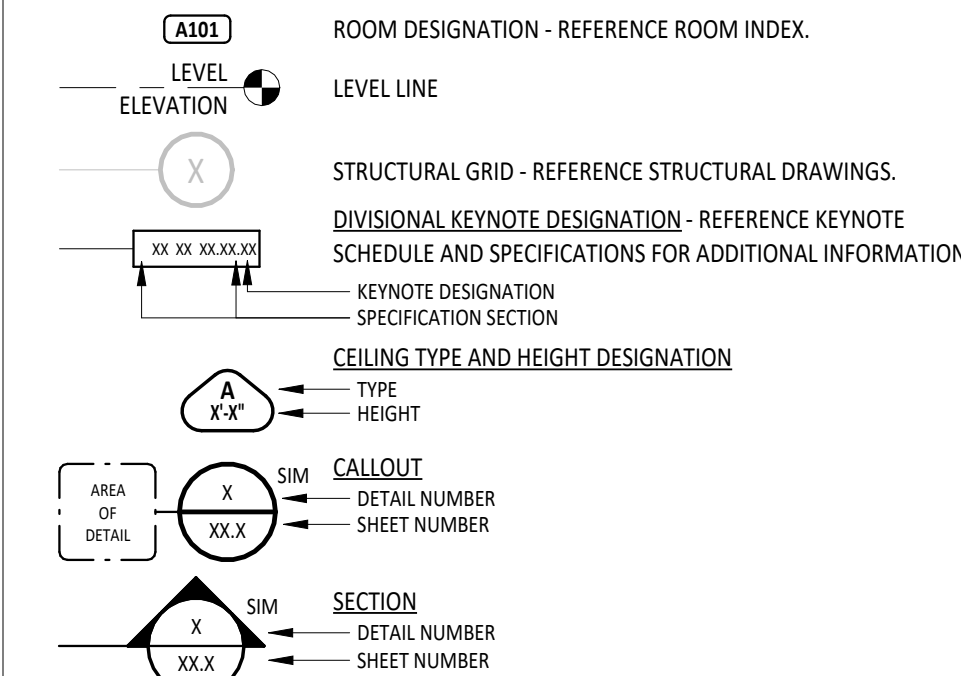 A101 ROOM DESIGNATION - REFERENCE ROOM INDEX.
LEVEL
ELEVATION
LEVEL LINE
X STRUCTURAL GRID - REFERENCE STRUCTURAL DRAWINGS.
DIVISIONAL KEYNOTE DESIGNATION - REFERENCE KEYNOTE
SCHEDULE AND SPECIFICATIONS FOR ADDITIONAL INFORMATION
XX XX XX.XX.XX
KEYNOTE DESIGNATION
SPECIFICATION SECTION
CEILING TYPE AND HEIGHT DESIGNATION
A
X'-X"
TYPE
HEIGHT
AREA
OF
DETAIL
X
XX.X
SIM
CALLOUT
DETAIL NUMBER
SHEET NUMBER
X
XX.X
SIM
SECTION
DETAIL NUMBER
SHEET NUMBER